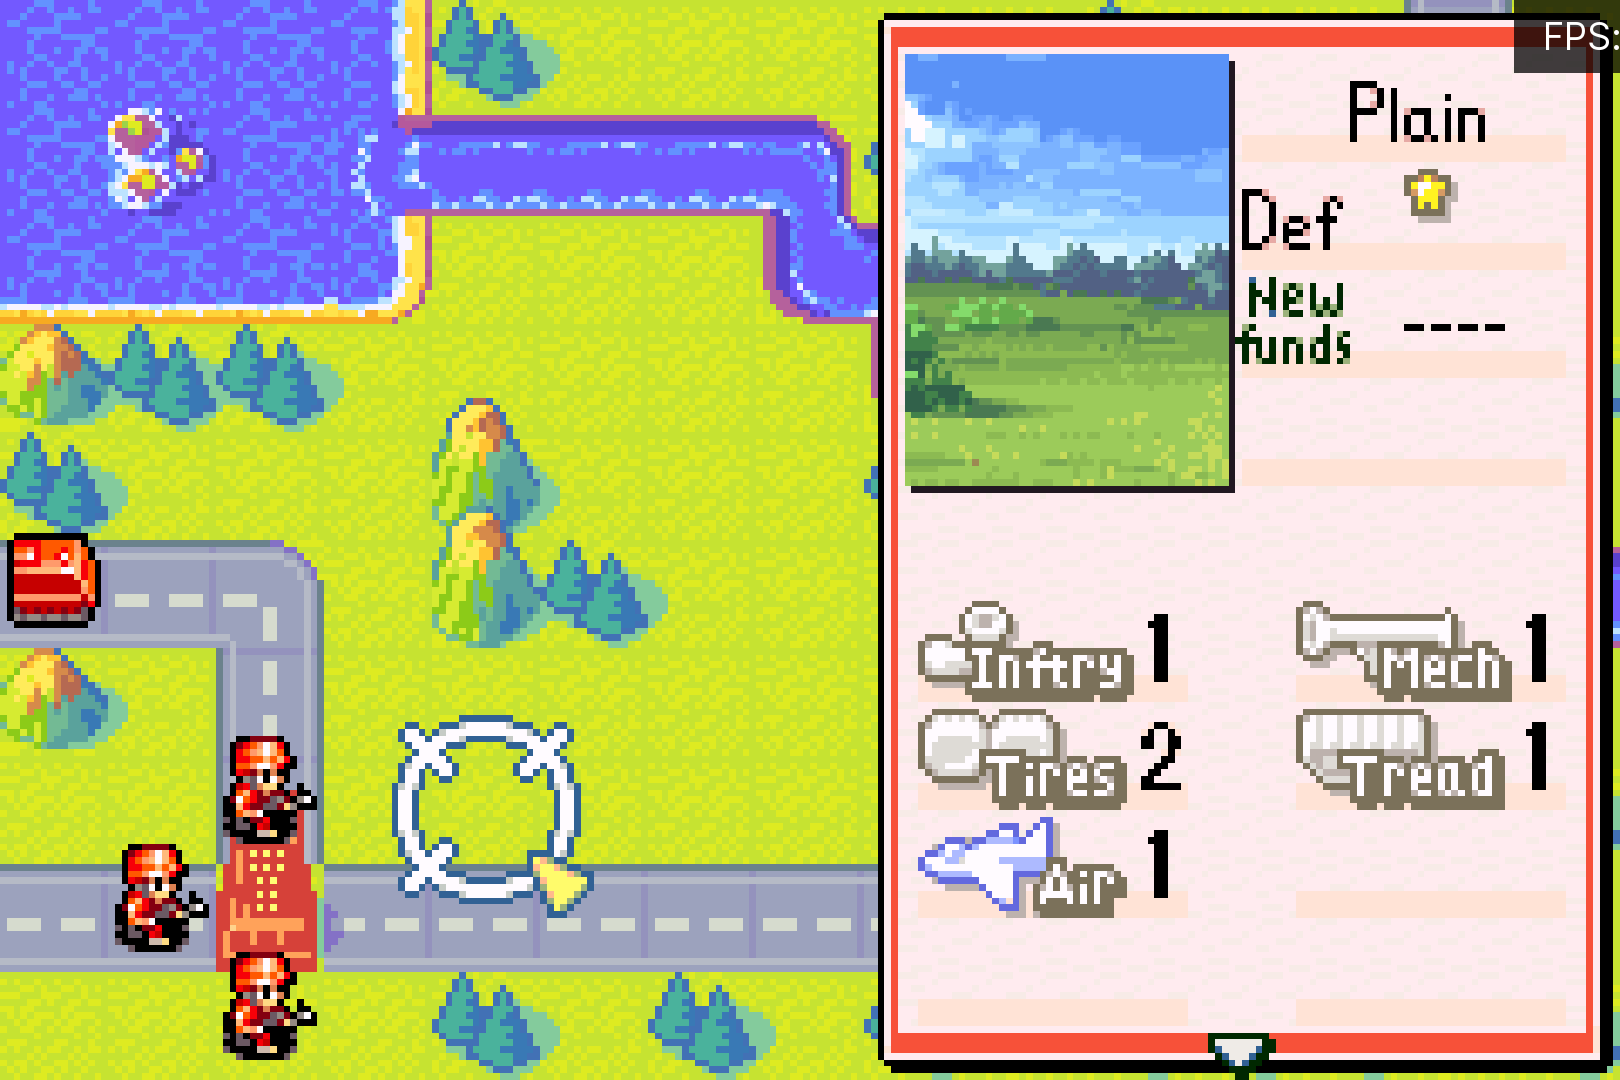 FPS:
Plain
Def
New
funds ----
Inftry 1 Mech 1
Tires 2 Tread 1
Air 1